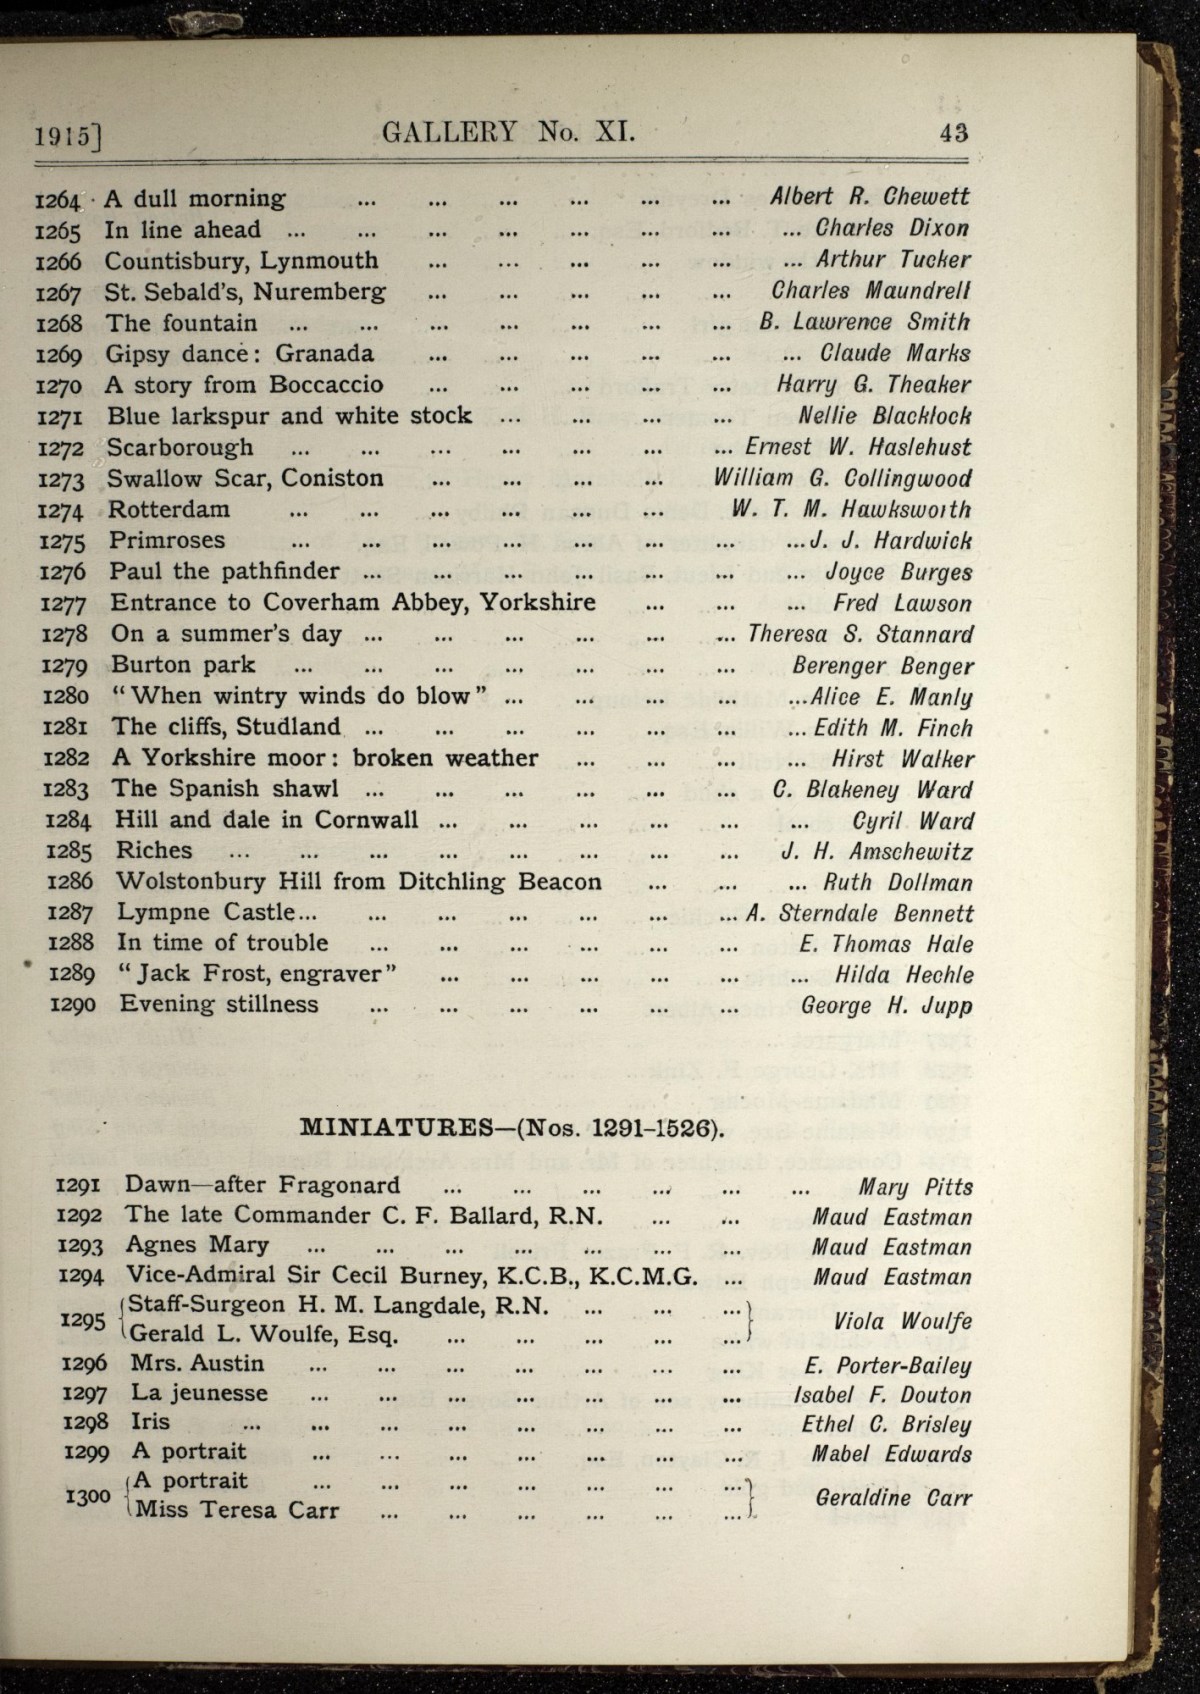 1915] GALLERY No. XI. 43
1264 A dull morning ... ... ... ... ... ... Albert R. Chewett
1265 In line ahead ... ... ... ... ... ... ... ... Charles Dixon
1266 Countisbury, Lynmouth ... ... ... ... ... ... Arthur Tucker
1267 St. Sebald's, Nuremberg ... ... ... ... ... Charles Maundrell
1268 The fountain ... ... ... ... ... ... ... B. Lawrence Smith
1269 Gipsy dance: Granada ... ... ... ... ... ... Claude Marks
1270 A story from Boccaccio ... ... ... ... ... Harry G. Theaker
1271 Blue larkspur and white stock ... ... ... ... Nellie Blacklock
1272 Scarborough ... ... ... ... ... ... ... Ernest W. Haslehust
1273 Swallow Scar, Coniston ... ... ... ... William G. Collingwood
1274 Rotterdam ... ... ... ... ... ... W. T. M. Hawksworth
1275 Primroses ... ... ... ... ... ... ... ...J. J. Hardwick
1276 Paul the pathfinder ... ... ... ... ... ... ... Joyce Burges
1277 Entrance to Coverham Abbey, Yorkshire ... ... ... Fred Lawson
1278 On a summer's day ... ... ... ... ... ... Theresa S. Stannard
1279 Burton park ... ... ... ... ... ... ... Berenger Benger
1280 “When wintry winds do blow” ... ... ... ... ...Alice E. Manly
1281 The cliffs, Studland ... ... ... ... ... ... ... Edith M. Finch
1282 A Yorkshire moor: broken weather ... ... ... ... Hirst Walker
1283 The Spanish shawl ... ... ... ... ... ... C. Blakeney Ward
1284 Hill and dale in Cornwall ... ... ... ... ... ... Cyril Ward
1285 Riches ... ... ... ... ... ... ... ... J. H. Amschewitz
1286 Wolstonbury Hill from Ditchling Beacon ... ... ... Ruth Dollman
1287 Lympne Castle... ... ... ... ... ... ... A. Sterndale Bennett
1288 In time of trouble ... ... ... ... ... ... E. Thomas Hale
1289 “Jack Frost, engraver” ... ... ... ... ... ... Hilda Hechle
1290 Evening stillness ... ... ... ... ... ... George H. Jupp
MINIATURES—(Nos. 1291–1526).
1291 Dawn—after Fragonard ... ... ... ... ... ... Mary Pitts
1292 The late Commander C. F. Ballard, R.N. ... ... Maud Eastman
1293 Agnes Mary ... ... ... ... ... ... ... Maud Eastman
1294 Vice-Admiral Sir Cecil Burney, K.C.B., K.C.M.G. ... Maud Eastman
1295 {Staff-Surgeon H. M. Langdale, R.N. ... ... ...} Viola Woulfe
{Gerald L. Woulfe, Esq. ... ... ... ... ...}
1296 Mrs. Austin ... ... ... ... ... ... ... E. Porter-Bailey
1297 La jeunesse ... ... ... ... ... ... ... Isabel F. Douton
1298 Iris ... ... ... ... ... ... ... ... Ethel C. Brisley
1299 A portrait ... ... ... ... ... ... ... Mabel Edwards
1300 {A portrait ... ... ... ... ... ... ...} Geraldine Carr
{Miss Teresa Carr ... ... ... ... ... ...}